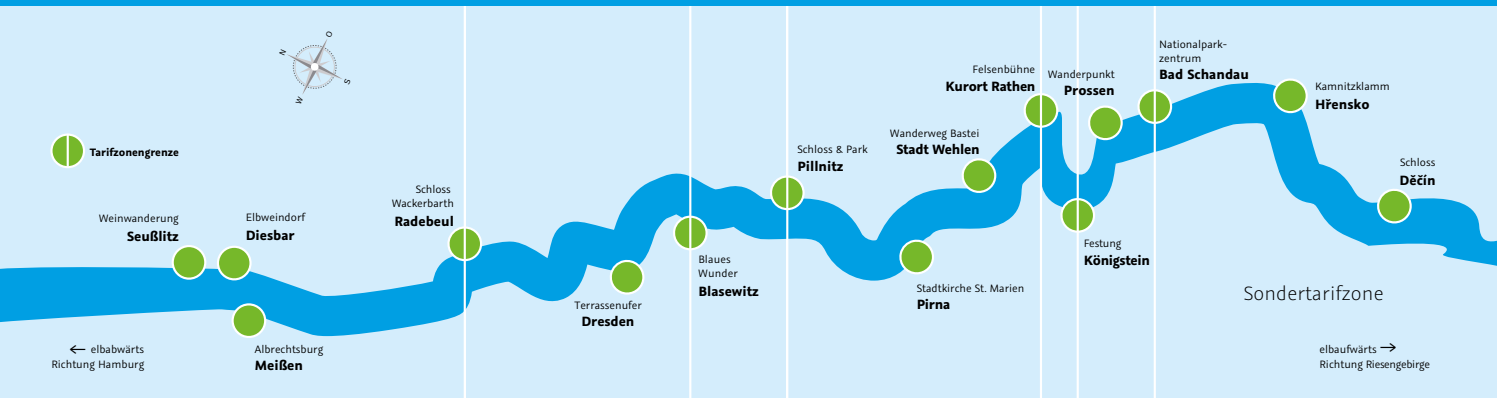 N
O
S
W
Tarifzonengrenze
Weinwanderung
Seußlitz
Elbweindorf
Diesbar
Albrechtsburg
Meißen
← elbabwärts
Richtung Hamburg
Schloss
Wackerbarth
Radebeul
Terrassenufer
Dresden
Blaues
Wunder
Blasewitz
Schloss & Park
Pillnitz
Stadtkirche St. Marien
Pirna
Wanderweg Bastei
Stadt Wehlen
Felsenbühne
Kurort Rathen
Festung
Königstein
Wanderpunkt
Prossen
Nationalpark-
zentrum
Bad Schandau
Kamnitzklamm
Hřensko
Schloss
Děčín
Sondertarifzone
elbaufwärts →
Richtung Riesengebirge